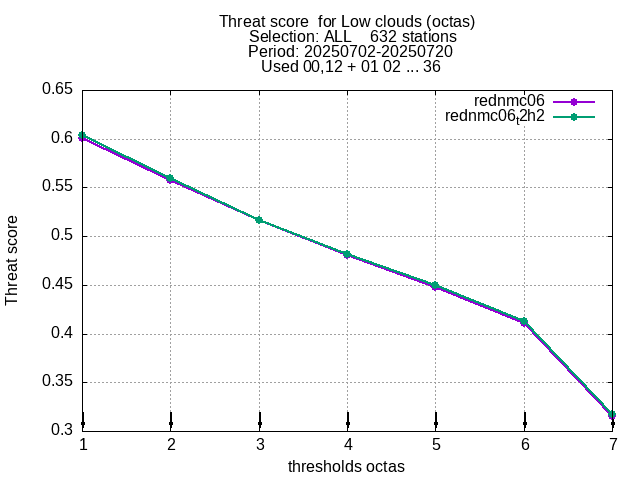 Threat score  for Low clouds (octas)
Selection: ALL    632 stations
Period: 20250702-20250720
Used 00,12 + 01 02 ... 36
rednmc06
rednmc06t2h2
Threat score
0.65
0.6
0.55
0.5
0.45
0.4
0.35
0.3
1 2 3 4 5 6 7
thresholds octas